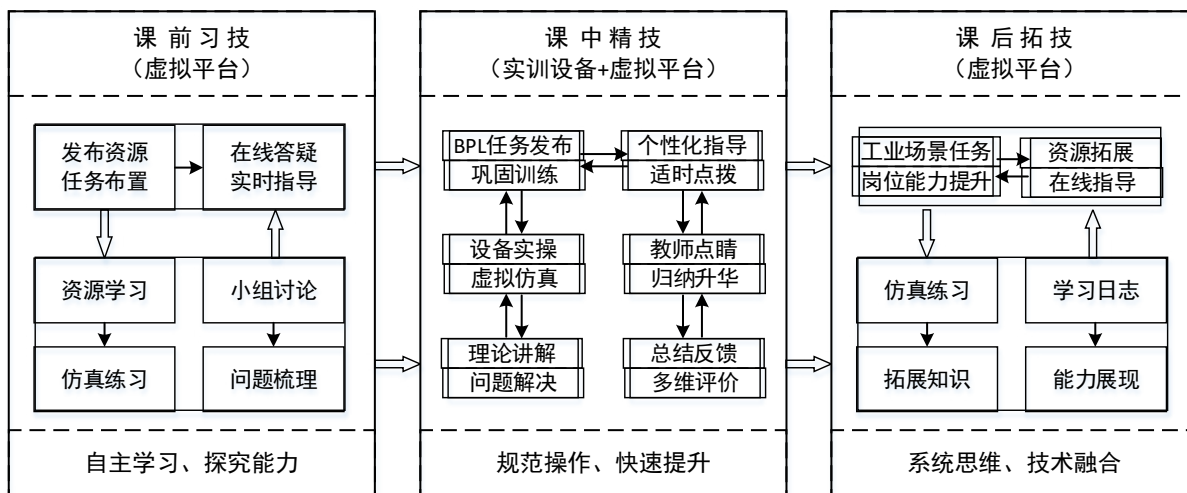 课 前 习 技
（虚拟平台）
发布资源
任务布置
在线答疑
实时指导
资源学习
小组讨论
仿真练习
问题梳理
自主学习、探究能力
课 中 精 技
（实训设备+虚拟平台）
BPL任务发布
巩固训练
个性化指导
适时点拨
设备实操
虚拟仿真
教师点睛
归纳升华
理论讲解
问题解决
总结反馈
多维评价
规范操作、快速提升
课 后 拓 技
（虚拟平台）
工业场景任务
岗位能力提升
资源拓展
在线指导
仿真练习
学习日志
拓展知识
能力展现
系统思维、技术融合